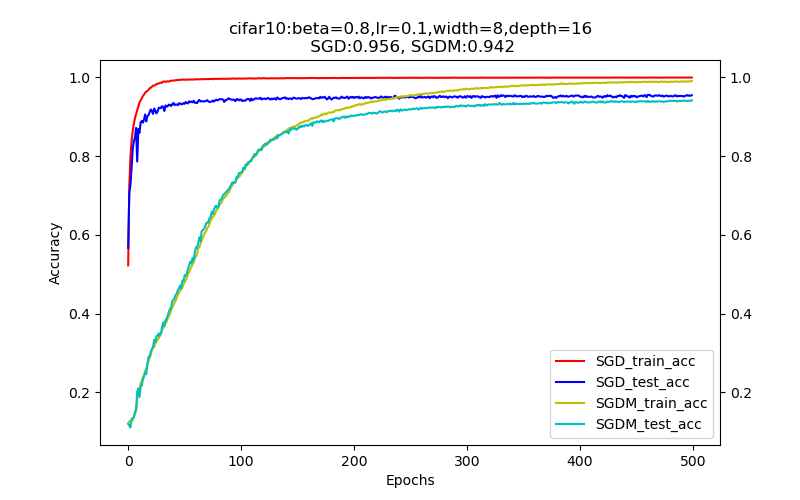 cifar10:beta=0.8,lr=0.1,width=8,depth=16
SGD:0.956, SGDM:0.942
1.0
0.8
0.6
0.4
0.2
Accuracy
1.0
0.8
0.6
0.4
0.2
SGD_train_acc
SGD_test_acc
SGDM_train_acc
SGDM_test_acc
0 100 200 300 400 500
Epochs